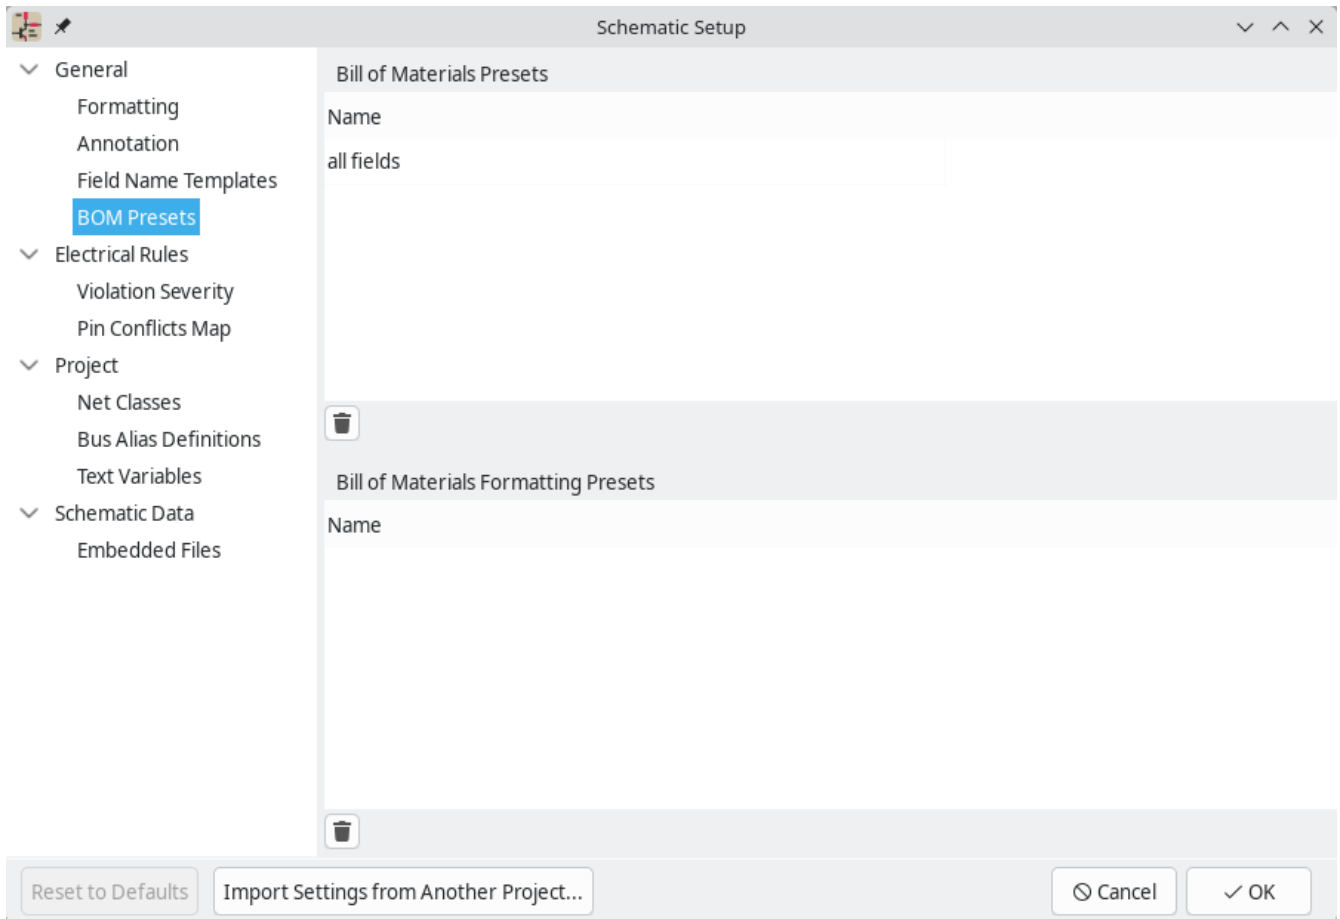 Schematic Setup
General
Formatting
Annotation
Field Name Templates
BOM Presets
Electrical Rules
Violation Severity
Pin Conflicts Map
Project
Net Classes
Bus Alias Definitions
Text Variables
Schematic Data
Embedded Files
Bill of Materials Presets
Name
all fields
Bill of Materials Formatting Presets
Name
Reset to Defaults
Import Settings from Another Project...
Cancel
OK